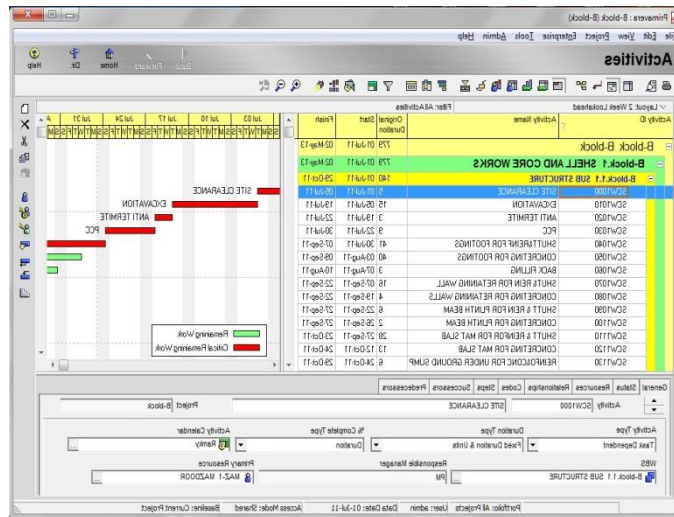 Primavera : B-block (B-block)
File Edit View Project Enterprise Tools Admin Help
Activities
Back Forward Home Dir Help
Layout: 2 Week Lookahead Filter: All Activities
Activity ID Activity Name Original Duration Start Finish Jul 03 Jul 10 Jul 17 Jul 24 Jul 31 A
B-block B-block 779 01-Jul-11 02-May-13
B-block.1 SHELL AND CORE WORKS 779 01-Jul-11 02-May-13
B-block.1.1 SUB STRUCTURE 140 01-Jul-11 29-Oct-11
SCW1000 SITE CLEARANCE 5 01-Jul-11 05-Jul-11 SITE CLEARANCE
SCW1010 EXCAVATION 15 05-Jul-11 19-Jul-11 EXCAVATION
SCW1020 ANTI TERMITE 3 19-Jul-11 22-Jul-11 ANTI TERMITE
SCW1030 PCC 9 22-Jul-11 30-Jul-11 PCC
SCW1040 SHUTT&REINF FOR FOOTINGS 41 30-Jul-11 07-Sep-11
SCW1050 CONCRETING FOR FOOTINGS 40 03-Aug-11 09-Sep-11
SCW1060 BACK FILLING 3 07-Aug-11 10-Aug-11
SCW1070 SHUTT& REIN FOR RETAINING WALL 16 07-Sep-11 22-Sep-11
SCW1080 CONCRETING FOR RETAINING WALLS 4 19-Sep-11 22-Sep-11
SCW1090 SHUTT & REIN FOR PLINTH BEAM 6 22-Sep-11 27-Sep-11
SCW1100 CONCRETING FOR PLINTH BEAM 2 26-Sep-11 27-Sep-11
SCW1110 SHUTT & REINFOR FOR MAT SLAB 28 27-Sep-11 23-Oct-11
SCW1120 CONCRETING FOR MAT SLAB 13 12-Oct-11 24-Oct-11
SCW1130 REINF&CONC FOR UNDER GROUND SUMP 6 24-Oct-11 29-Oct-11
Remaining Work
Critical Remaining Work
General Status Resources Relationships Codes Steps Successors Predecessors
Activity SCW1000 SITE CLEARANCE Project B-block
Activity Type Duration Type % Complete Type Activity Calendar
Task Dependent Fixed Duration & Units Duration Ramky
WBS Responsible Manager Primary Resource
B-block.1.1 SUB STRUCTURE PM MAZ-1 MAZDOOR
Portfolio: All Projects User: admin Data Date: 01-Jul-11 Access Mode: Shared Baseline: Current Project